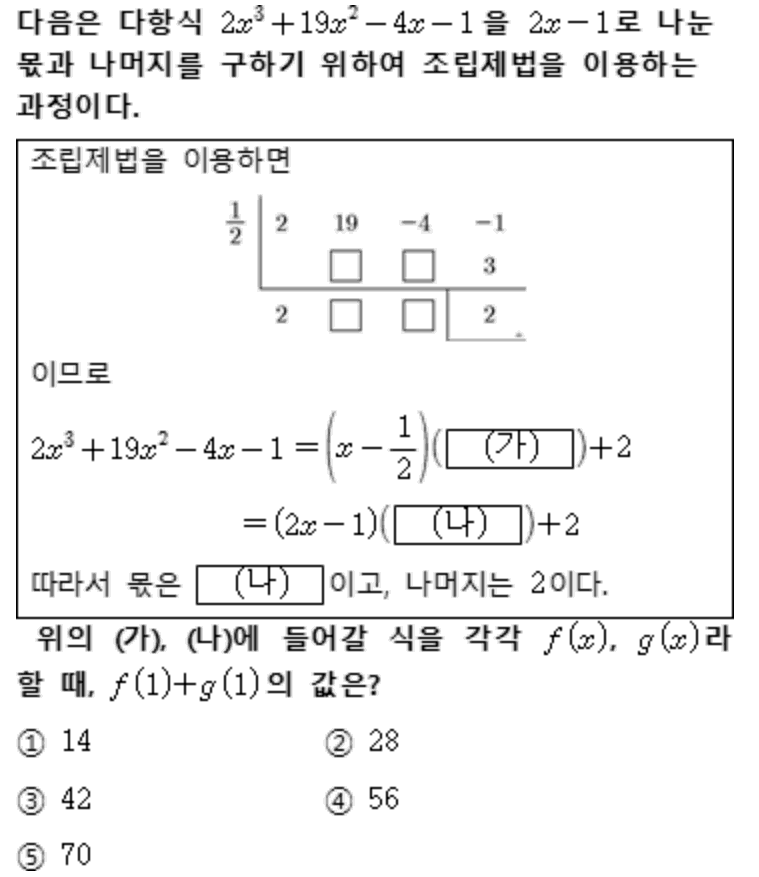 다음은 다항식 2x³+19x²−4x−1을 2x−1로 나눈
몫과 나머지를 구하기 위하여 조립제법을 이용하는
과정이다.
조립제법을 이용하면
1/2 | 2 19 −4 −1
□ □ 3
2 □ □ 2
이므로
2x³+19x²−4x−1=(x−1/2)( (가) )+2
=(2x−1)( (나) )+2
따라서 몫은 (나) 이고, 나머지는 2이다.
위의 (가), (나)에 들어갈 식을 각각 f(x), g(x)라
할 때, f(1)+g(1)의 값은?
① 14 ② 28
③ 42 ④ 56
⑤ 70